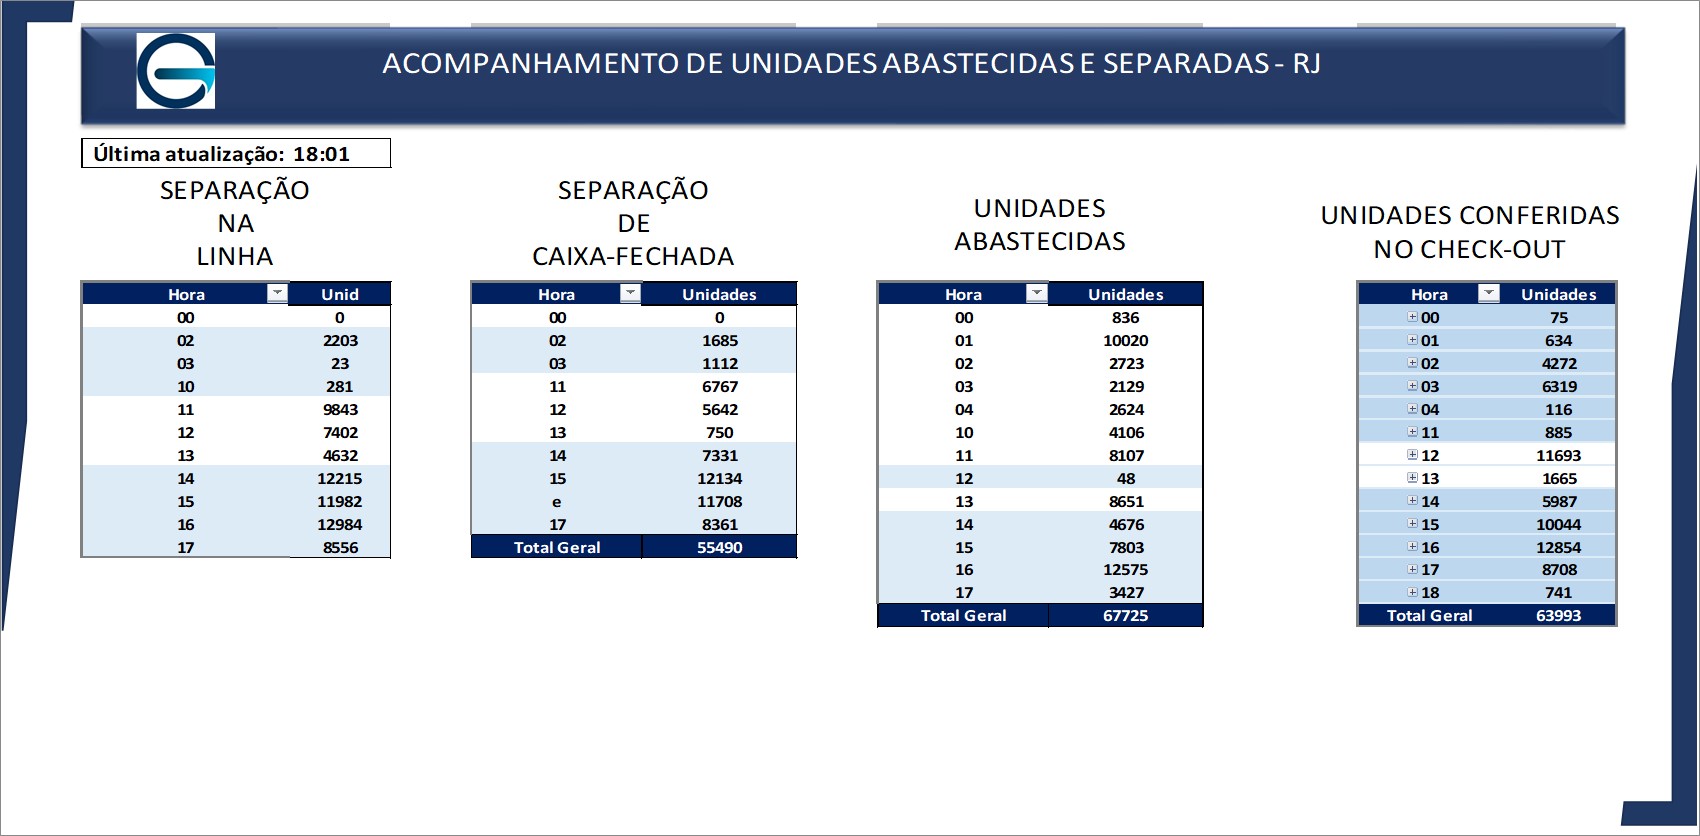 ACOMPANHAMENTO DE UNIDADES ABASTECIDAS E SEPARADAS - RJ
Última atualização: 18:01
SEPARAÇÃO
NA
LINHA
Hora Unid
00 0
02 2203
03 23
10 281
11 9843
12 7402
13 4632
14 12215
15 11982
16 12984
17 8556
SEPARAÇÃO
DE
CAIXA-FECHADA
Hora Unidades
00 0
02 1685
03 1112
11 6767
12 5642
13 750
14 7331
15 12134
e 11708
17 8361
Total Geral 55490
UNIDADES
ABASTECIDAS
Hora Unidades
00 836
01 10020
02 2723
03 2129
04 2624
10 4106
11 8107
12 48
13 8651
14 4676
15 7803
16 12575
17 3427
Total Geral 67725
UNIDADES CONFERIDAS
NO CHECK-OUT
Hora Unidades
00 75
01 634
02 4272
03 6319
04 116
11 885
12 11693
13 1665
14 5987
15 10044
16 12854
17 8708
18 741
Total Geral 63993